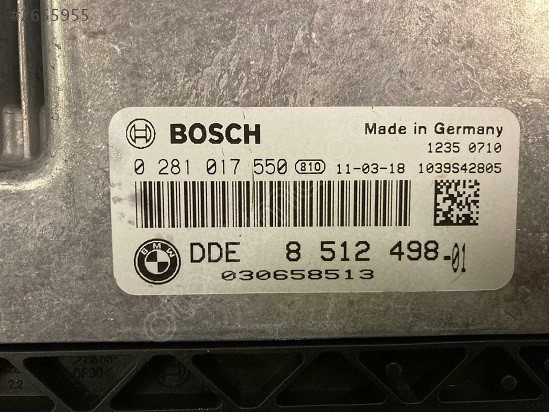 BOSCH
Made in Germany
1235 0710
0 281 017 550 810 11-03-18 1039S42805
BMW DDE 8 512 498-01
030658513